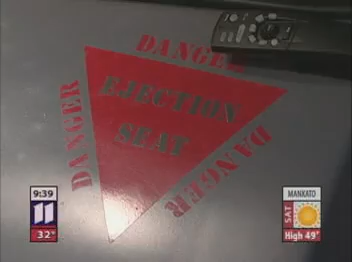 DANGER
EJECTION
SEAT
DANGER
DANGER
9:39
11
32°
MANKATO
SAT
High 49°